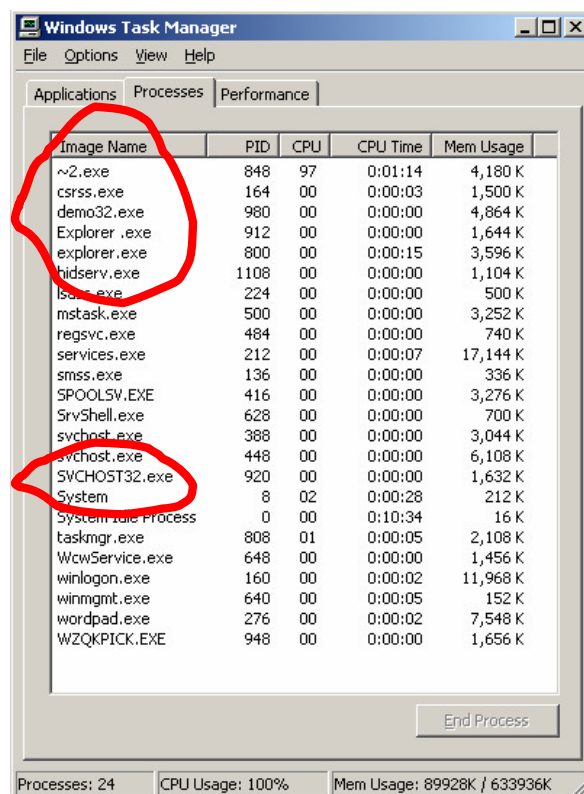 Windows Task Manager
File Options View Help
Applications Processes Performance
Image Name PID CPU CPU Time Mem Usage
~2.exe 848 97 0:01:14 4,180 K
csrss.exe 164 00 0:00:03 1,500 K
demo32.exe 980 00 0:00:00 4,864 K
Explorer .exe 912 00 0:00:00 1,644 K
explorer.exe 800 00 0:00:15 3,596 K
hidserv.exe 1108 00 0:00:00 1,104 K
lsass.exe 224 00 0:00:00 500 K
mstask.exe 500 00 0:00:00 3,252 K
regsvc.exe 484 00 0:00:00 740 K
services.exe 212 00 0:00:07 17,144 K
smss.exe 136 00 0:00:00 336 K
SPOOLSV.EXE 416 00 0:00:00 3,276 K
SrvShell.exe 628 00 0:00:00 700 K
svchost.exe 388 00 0:00:00 3,044 K
svchost.exe 448 00 0:00:00 6,108 K
SVCHOST32.exe 920 00 0:00:00 1,632 K
System 8 02 0:00:28 212 K
System Idle Process 0 00 0:10:34 16 K
taskmgr.exe 808 01 0:00:05 2,108 K
WcwService.exe 648 00 0:00:00 1,456 K
winlogon.exe 160 00 0:00:02 11,968 K
winmgmt.exe 640 00 0:00:05 152 K
wordpad.exe 276 00 0:00:02 7,548 K
WZQKPICK.EXE 948 00 0:00:00 1,656 K
End Process
Processes: 24 CPU Usage: 100% Mem Usage: 89928K / 633936K